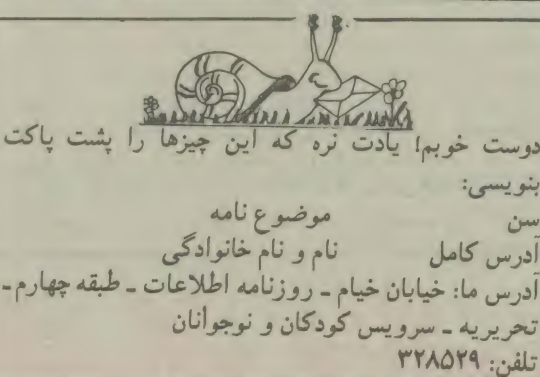 دوست خوبم! یادت نره که این چیزها را پشت پاکت
بنویسی:
سن موضوع نامه
آدرس کامل نام و نام خانوادگی
آدرس ما: خیابان خیام ـ روزنامه اطلاعات ـ طبقه چهارم ـ
تحریریه ـ سرویس کودکان و نوجوانان
تلفن: ۳۲۸۵۲۹